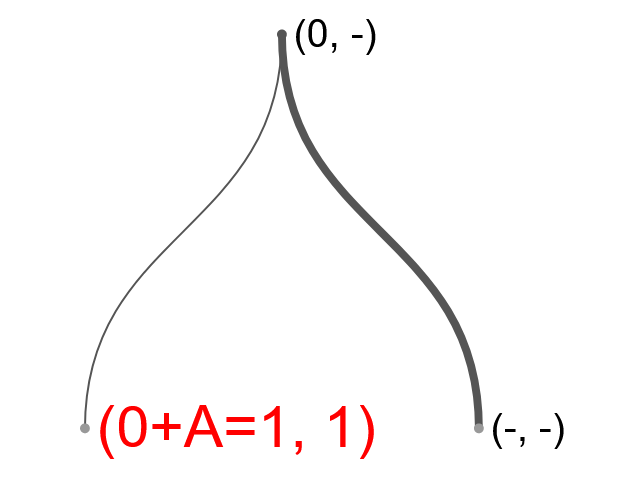 (0, -)
(0+A=1, 1)
(-, -)